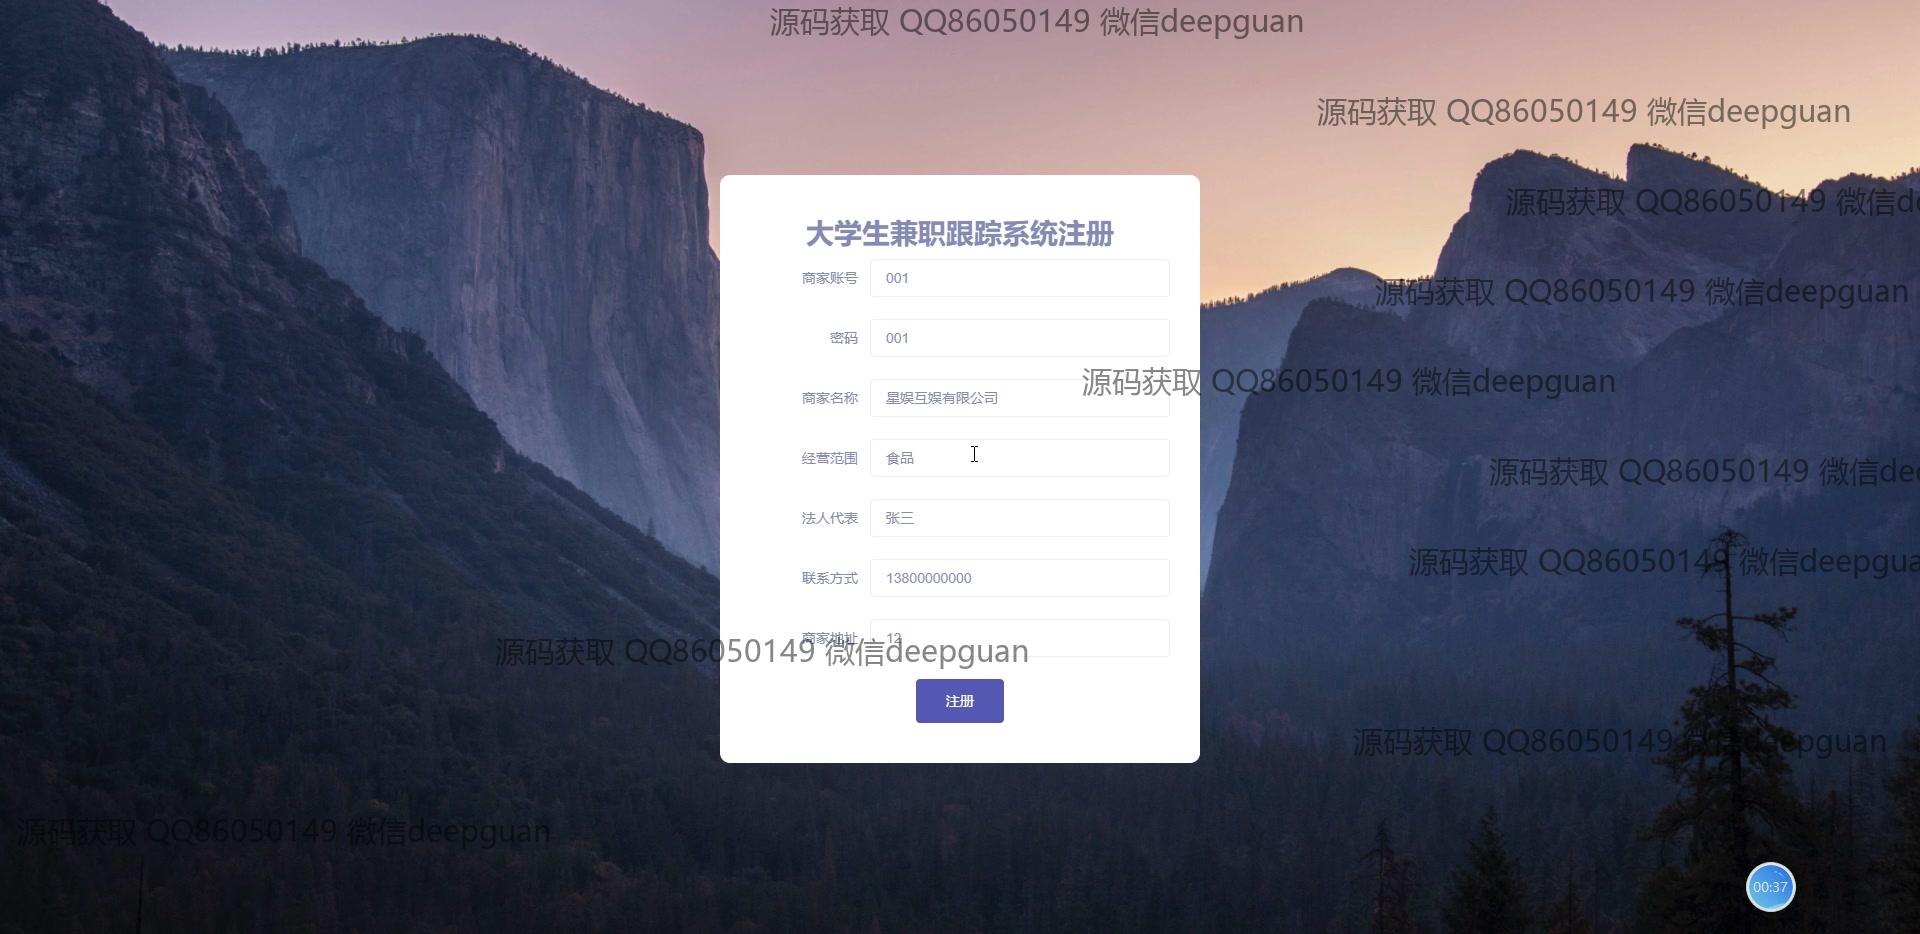 源码获取 QQ86050149 微信deepguan
源码获取 QQ86050149 微信deepguan
源码获取 QQ86050149 微信d
大学生兼职跟踪系统注册
商家账号 001
源码获取 QQ86050149 微信deepguan
密码 001
源码获取 QQ86050149 微信deepguan
商家名称 星娱互娱有限公司
经营范围 食品
源码获取 QQ86050149 微信dee
法人代表 张三
源码获取 QQ86050149 微信deepgua
联系方式 13800000000
商家地址 12
源码获取 QQ86050149 微信deepguan
注册
源码获取 QQ86050149 微信deepguan
源码获取 QQ86050149 微信deepguan
00:37